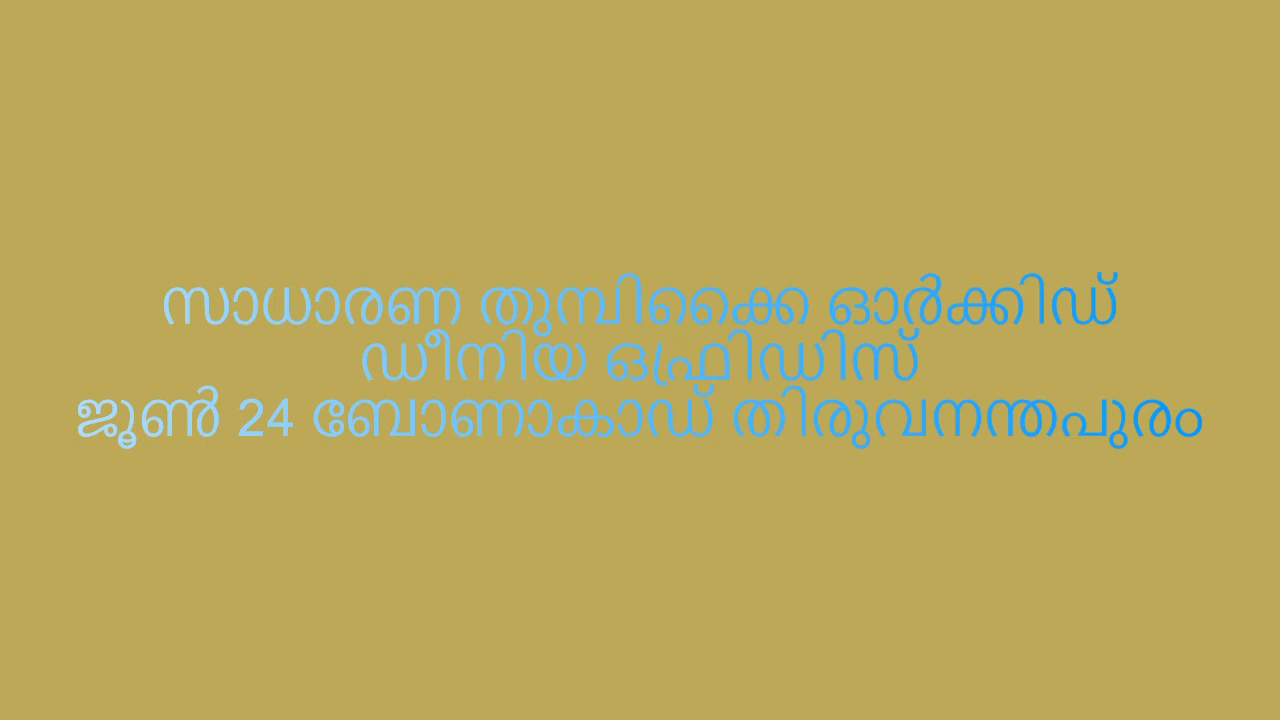 സാധാരണ തുമ്പിക്കൈ ഓർക്കിഡ്
ഡീനിയ ഒഫ്രിഡിസ്
ജൂൺ 24 ബോണാകാഡ് തിരുവനന്തപുരം